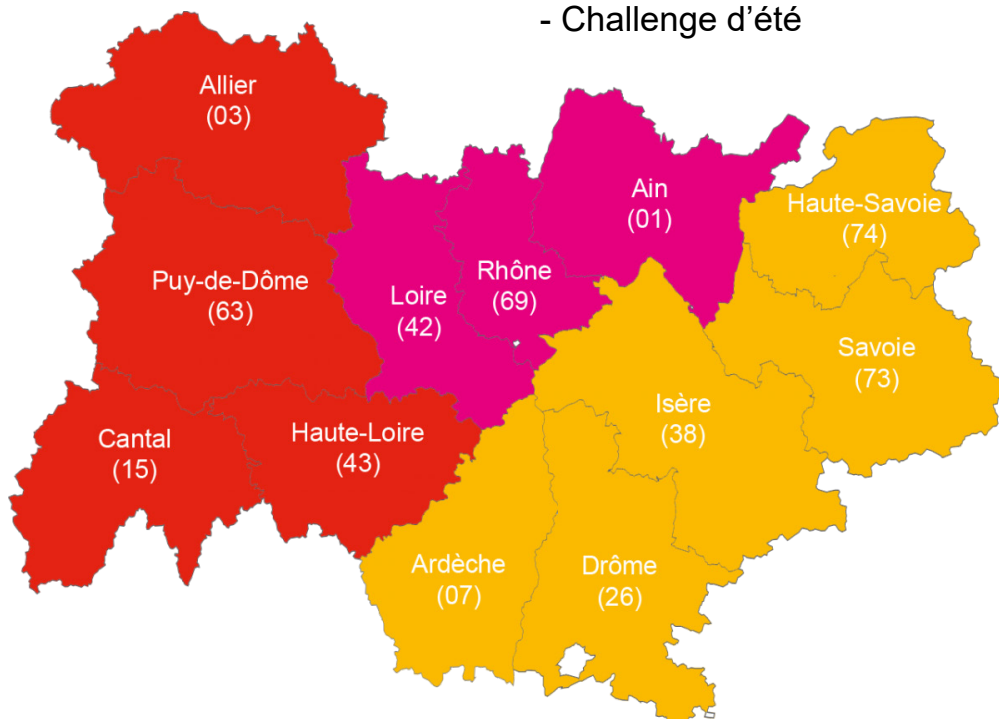 - Challenge d’été
Allier
(03)
Ain
(01)
Haute-Savoie
(74)
Puy-de-Dôme
(63)
Loire
(42)
Rhône
(69)
Savoie
(73)
Isère
(38)
Cantal
(15)
Haute-Loire
(43)
Ardèche
(07)
Drôme
(26)